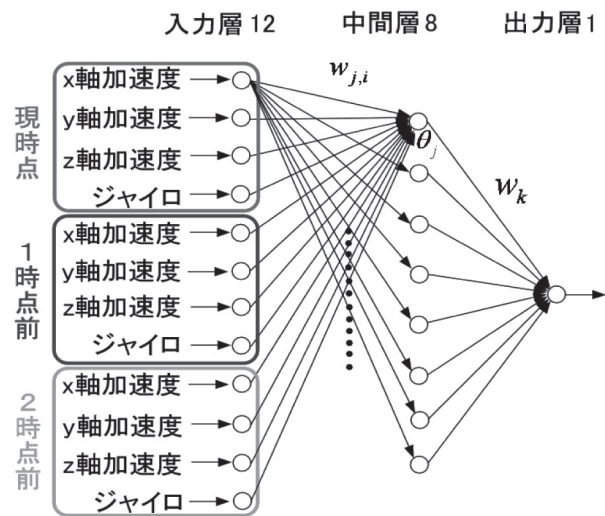 入力層12
中間層8
出力層1
現時点
x軸加速度
y軸加速度
z軸加速度
ジャイロ
1時点前
x軸加速度
y軸加速度
z軸加速度
ジャイロ
2時点前
x軸加速度
y軸加速度
z軸加速度
ジャイロ
w_{j,i}
θ_j
w_k